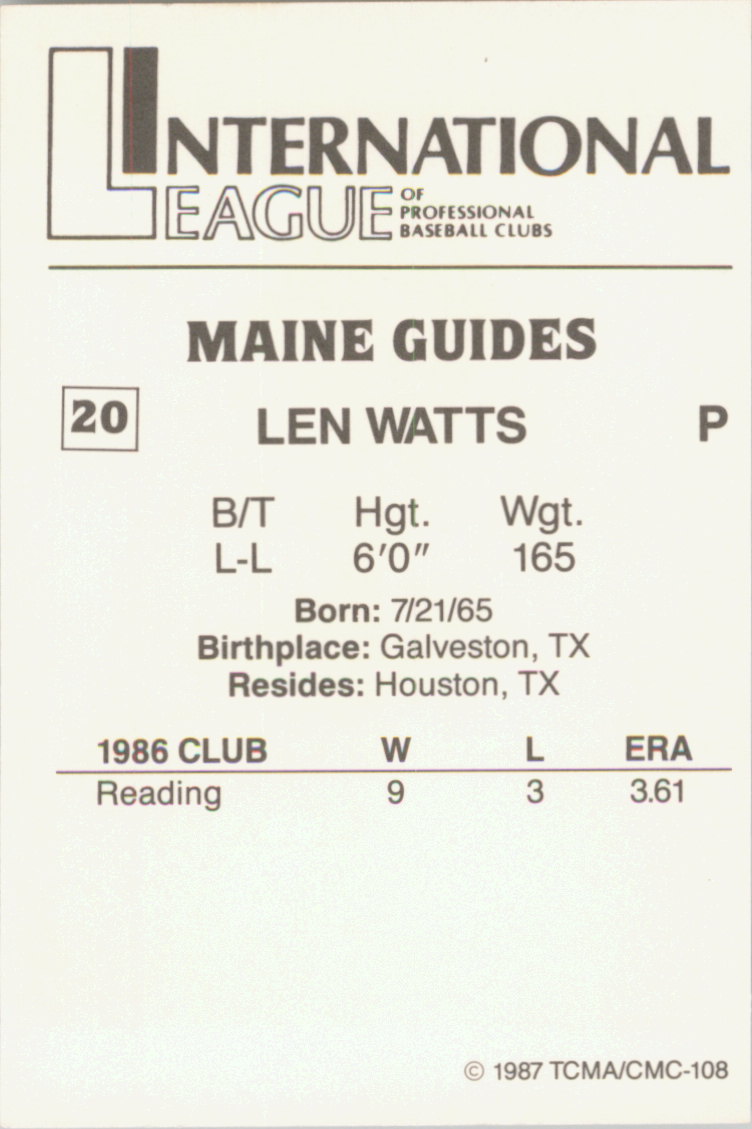 INTERNATIONAL
LEAGUE OF
PROFESSIONAL
BASEBALL CLUBS
MAINE GUIDES
20 LEN WATTS P
B/T Hgt. Wgt.
L-L 6'0" 165
Born: 7/21/65
Birthplace: Galveston, TX
Resides: Houston, TX
1986 CLUB W L ERA
Reading 9 3 3.61
© 1987 TCMA/CMC-108